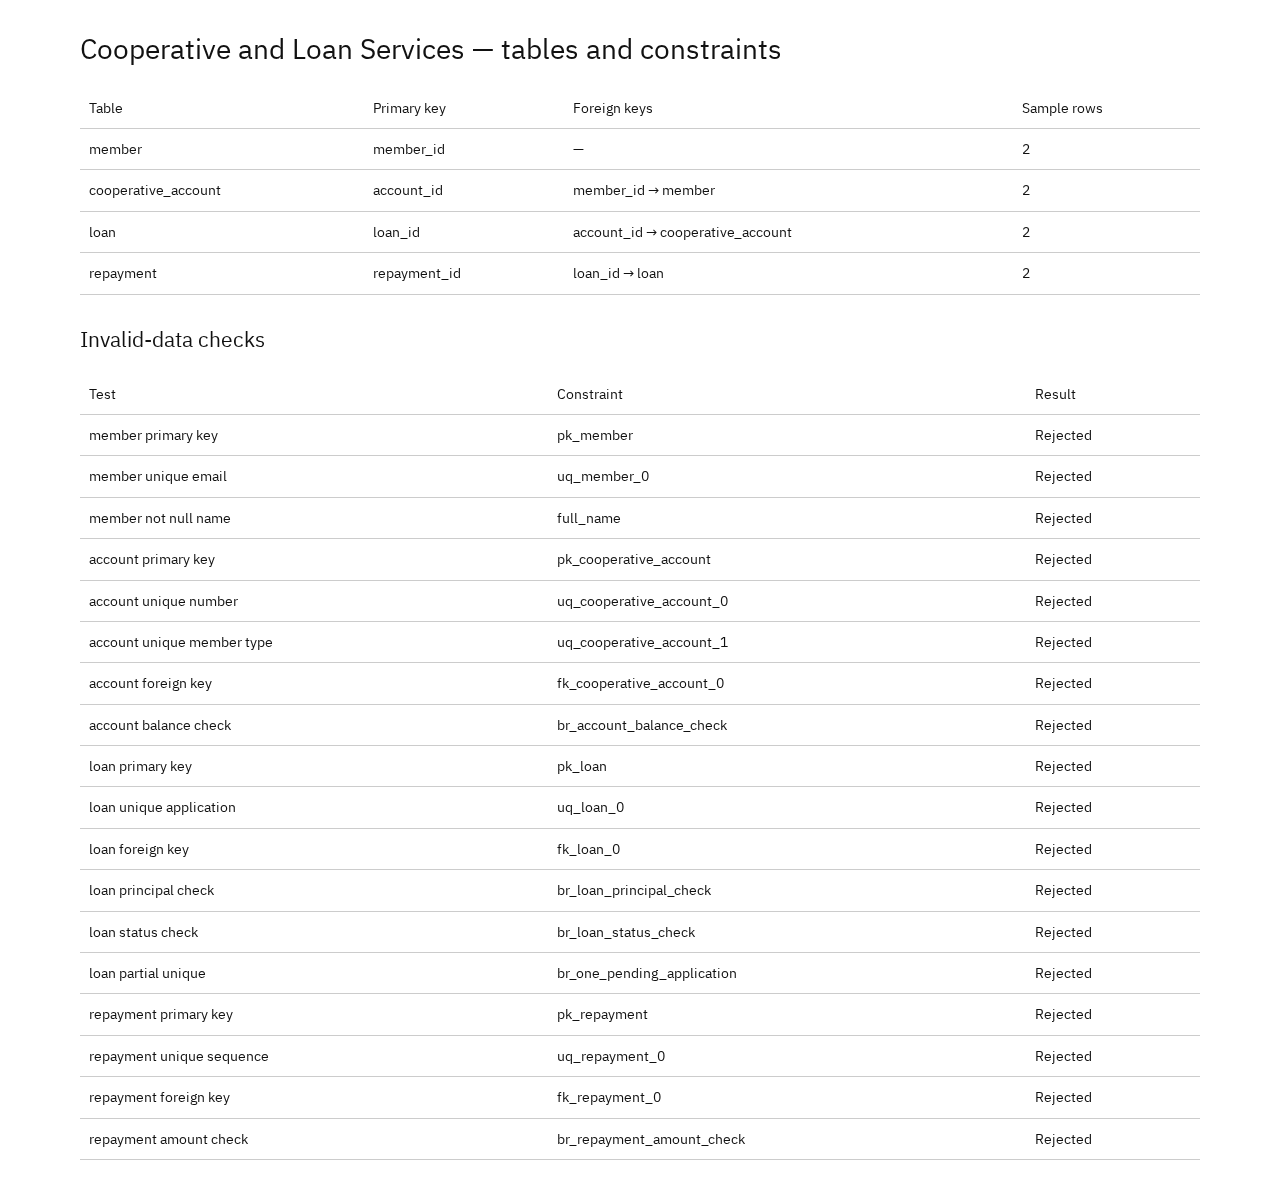 Cooperative and Loan Services — tables and constraints
Table Primary key Foreign keys Sample rows
member member_id — 2
cooperative_account account_id member_id → member 2
loan loan_id account_id → cooperative_account 2
repayment repayment_id loan_id → loan 2
Invalid-data checks
Test Constraint Result
member primary key pk_member Rejected
member unique email uq_member_0 Rejected
member not null name full_name Rejected
account primary key pk_cooperative_account Rejected
account unique number uq_cooperative_account_0 Rejected
account unique member type uq_cooperative_account_1 Rejected
account foreign key fk_cooperative_account_0 Rejected
account balance check br_account_balance_check Rejected
loan primary key pk_loan Rejected
loan unique application uq_loan_0 Rejected
loan foreign key fk_loan_0 Rejected
loan principal check br_loan_principal_check Rejected
loan status check br_loan_status_check Rejected
loan partial unique br_one_pending_application Rejected
repayment primary key pk_repayment Rejected
repayment unique sequence uq_repayment_0 Rejected
repayment foreign key fk_repayment_0 Rejected
repayment amount check br_repayment_amount_check Rejected